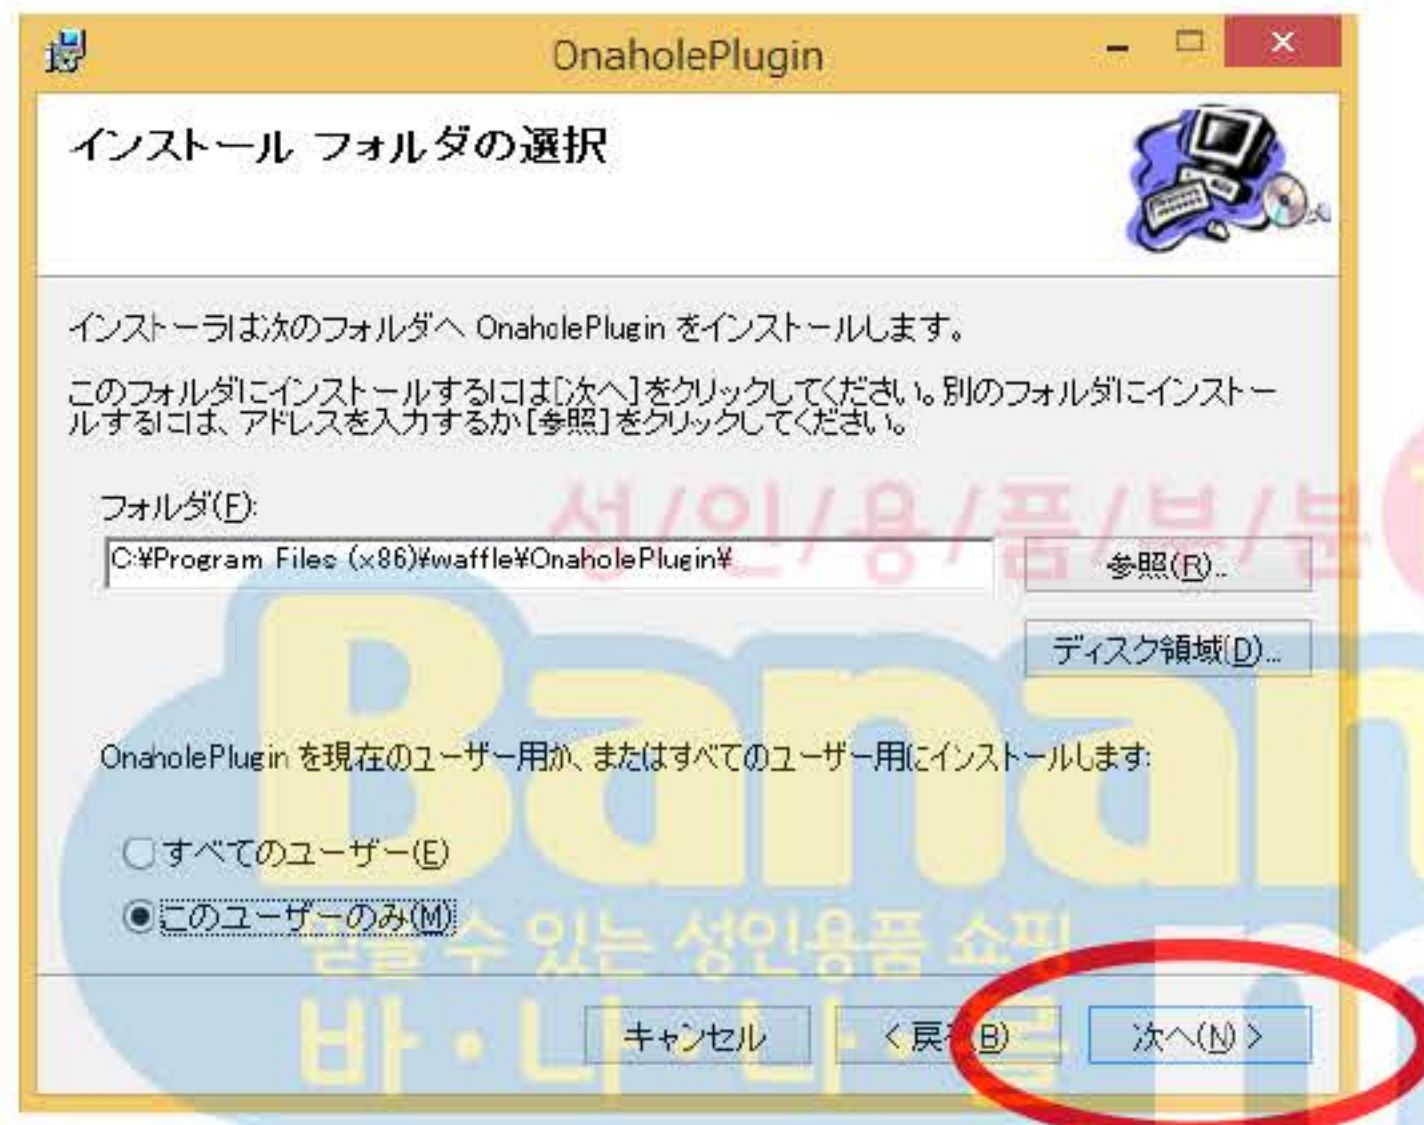 OnaholePlugin
インストール フォルダの選択
インストーラは次のフォルダへ OnaholePlugin をインストールします。
このフォルダにインストールするには[次へ]をクリックしてください。別のフォルダにインストー
ルするには、アドレスを入力するか[参照]をクリックしてください。
성/인/용/품/부/분
フォルダ(F):
C:¥Program Files (x86)¥waffle¥OnaholePlugin¥
参照(R)...
ディスク領域(D)...
Banan
OnaholePlugin を現在のユーザー用か、またはすべてのユーザー用にインストールします:
すべてのユーザー(E)
このユーザーのみ(M)
믿을 수 있는 성인용품 쇼핑
바·나·나·몰
キャンセル
< 戻る(B)
次へ(N) >